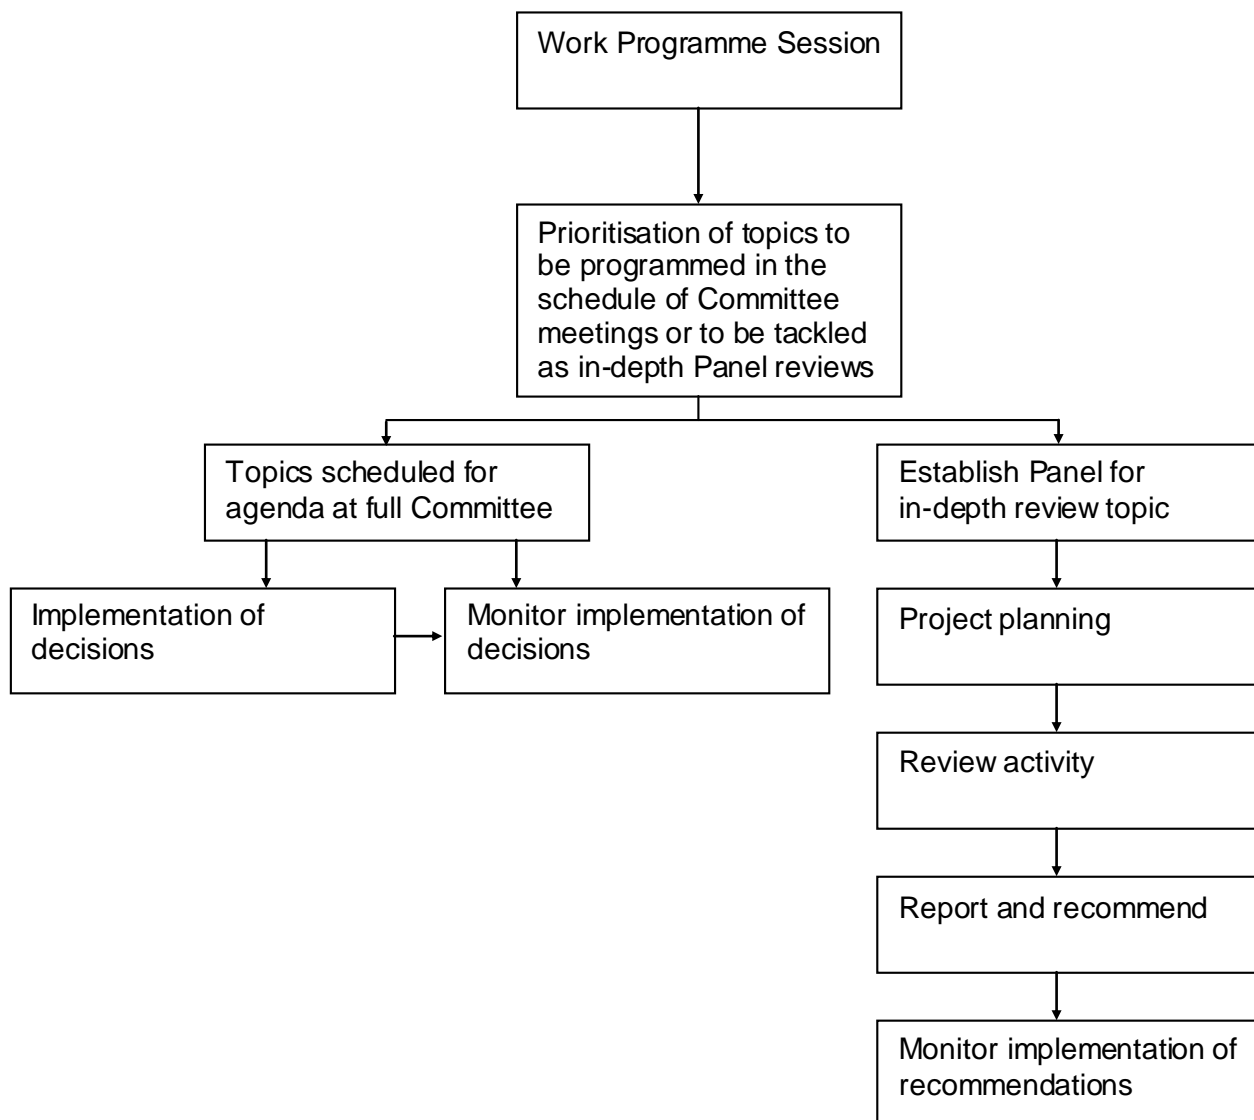 Work Programme Session
Prioritisation of topics to
be programmed in the
schedule of Committee
meetings or to be tackled
as in-depth Panel reviews
Topics scheduled for
agenda at full Committee
Establish Panel for
in-depth review topic
Implementation of
decisions
Monitor implementation of
decisions
Project planning
Review activity
Report and recommend
Monitor implementation of
recommendations